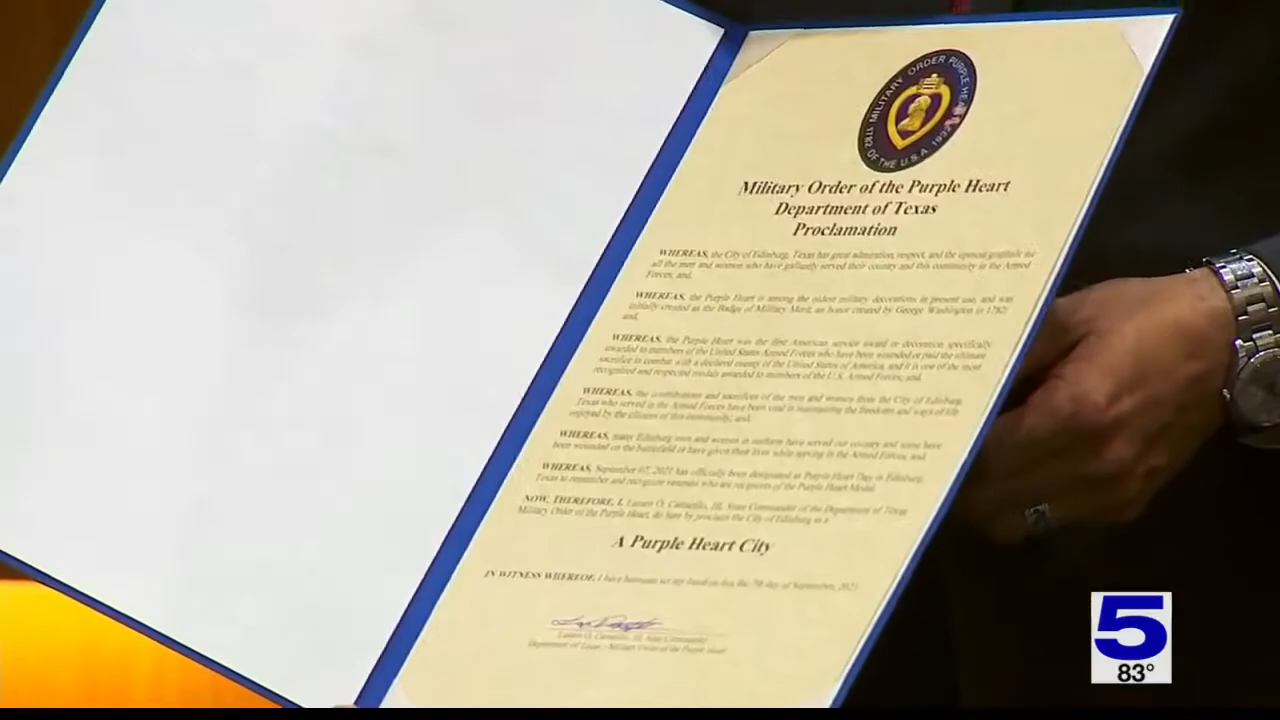 MILITARY ORDER PURPLE HEART
1782 OF THE U.S.A. 1932
Military Order of the Purple Heart
Department of Texas
Proclamation
WHEREAS, the City of Edinburg, Texas has great admiration, respect, and the upmost gratitude
all the men and women who have gallantly served their country and this community in the Armed
Forces; and,
WHEREAS, the Purple Heart is among the oldest military decorations in present use, and was
initially created as the Badge of Military Merit, an honor created by George Washington in 1782;
and,
WHEREAS, the Purple Heart was the first American service award or decoration specifically
awarded to members of the United States Armed Forces who have been wounded or paid the ultimate
sacrifice in combat with a declared enemy of the United States of America, and it is one of the most
recognized and respected medals awarded to members of the U.S. Armed Forces; and,
WHEREAS, the contributions and sacrifices of the men and women from the City of Edinburg,
Texas who served in the Armed Forces have been vital in maintaining the freedoms and ways of life
enjoyed by the citizens of this community; and,
WHEREAS, many Edinburg men and women in uniform have served our country and some have
been wounded on the battlefield or have given their lives while serving in the Armed Forces; and,
WHEREAS, September 07, 2021 has officially been designated as Purple Heart Day in Edinburg,
Texas to remember and recognize veterans who are recipients of the Purple Heart Medal.
NOW, THEREFORE, I, O. III, State Commander of the Department of Texas
Military Order of the Purple Heart, do here by proclaim the City of Edinburg as a
A Purple Heart City
IN WITNESS WHEREOF, I have hereunto set my hand on this the 7th day of September, 2021
O. III, State Commander
Department of Texas - Military Order of the Purple Heart
5
83°